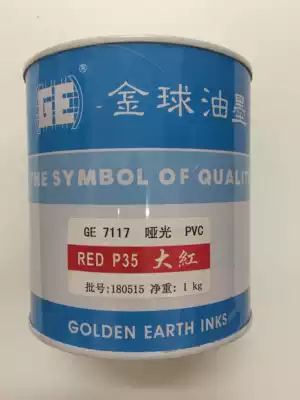 GE® 金球油墨
THE SYMBOL OF QUALIT
GE 7117 哑光 PVC
RED P35 大紅
批号:180515 净重: 1 kg
GOLDEN EARTH INKS